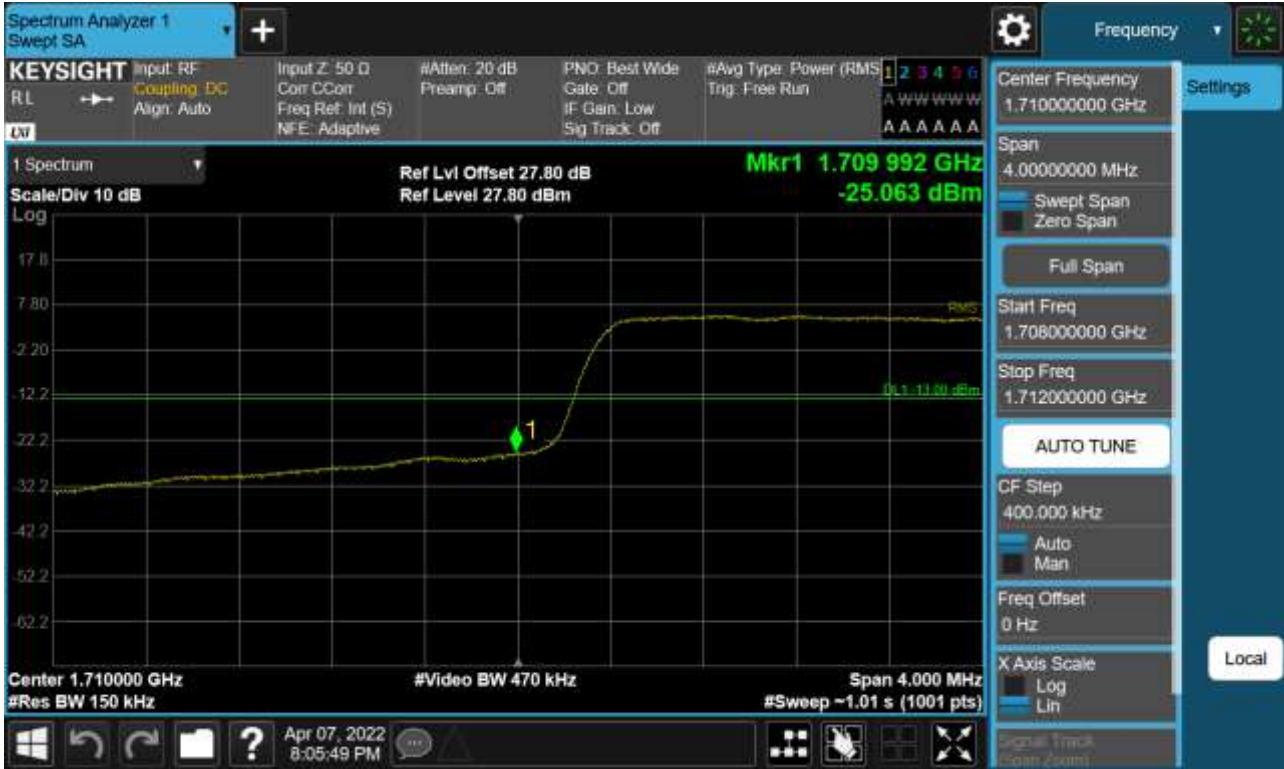 Spectrum Analyzer 1
Swept SA
+
Frequency
KEYSIGHT
RL
LXI
Input: RF
Coupling: DC
Align: Auto
Input Z: 50 Ω
Corr CCorr
Freq Ref: Int (S)
NFE: Adaptive
#Atten: 20 dB
Preamp: Off
PNO: Best Wide
Gate: Off
IF Gain: Low
Sig Track: Off
#Avg Type: Power (RMS
Trig: Free Run
1 2 3 4 5 6
A W W W W W
A A A A A A
1 Spectrum
Scale/Div 10 dB
Log
Ref Lvl Offset 27.80 dB
Ref Level 27.80 dBm
Mkr1 1.709 992 GHz
-25.063 dBm
17.8
7.80
-2.20
-12.2
-22.2
-32.2
-42.2
-52.2
-62.2
RMS
DL1 -13.00 dBm
1
Center 1.710000 GHz
#Res BW 150 kHz
#Video BW 470 kHz
Span 4.000 MHz
#Sweep ~1.01 s (1001 pts)
Center Frequency
1.710000000 GHz
Span
4.00000000 MHz
Swept Span
Zero Span
Full Span
Start Freq
1.708000000 GHz
Stop Freq
1.712000000 GHz
AUTO TUNE
CF Step
400.000 kHz
Auto
Man
Freq Offset
0 Hz
X Axis Scale
Log
Lin
Signal Track
(Span Zoom)
Settings
Local
?
Apr 07, 2022
8:05:49 PM